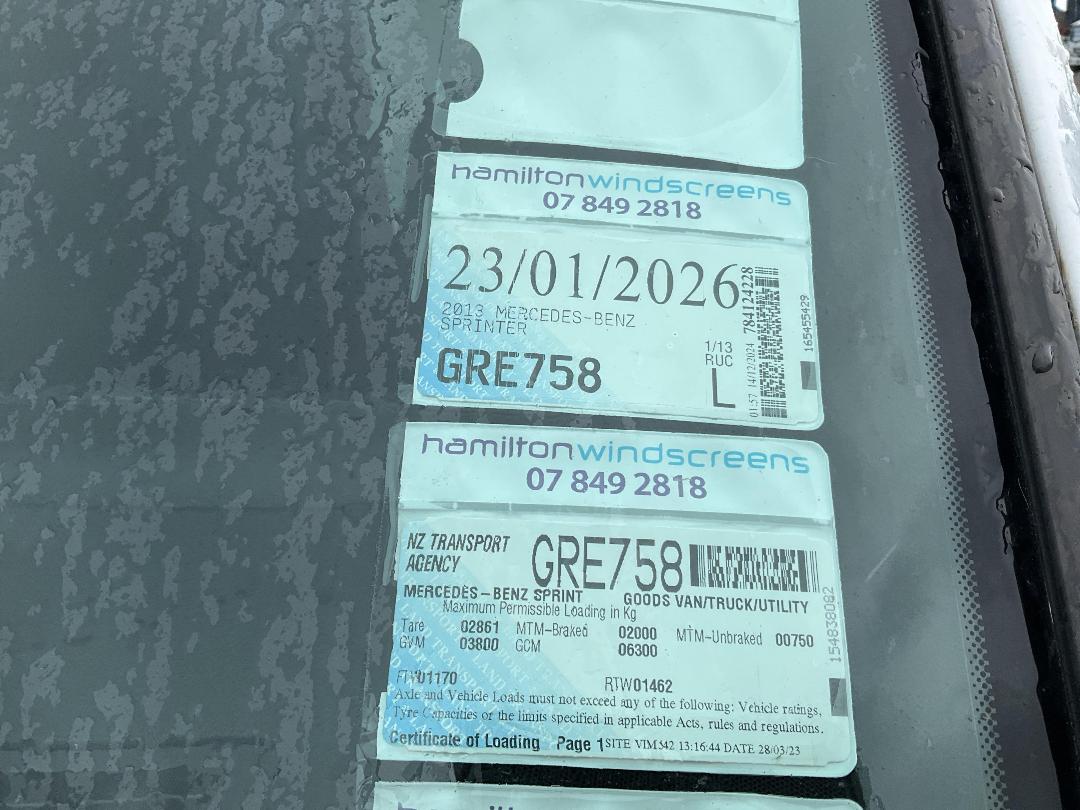 hamiltonwindscreens
07 849 2818
23/01/2026
2013 MERCEDES-BENZ
SPRINTER
GRE758
1/13
RUC
L
01:57 14/12/2024 784124228
165455429
hamiltonwindscreens
07 849 2818
NZ TRANSPORT
AGENCY
GRE758
MERCEDES-BENZ SPRINT GOODS VAN/TRUCK/UTILITY
Maximum Permissible Loading in Kg
Tare 02861 MTM-Braked 02000 MTM-Unbraked 00750
GVM 03800 GCM 06300
FTW01170 RTW01462
Axle and Vehicle Loads must not exceed any of the following: Vehicle ratings,
Tyre Capacities or the limits specified in applicable Acts, rules and regulations.
Certificate of Loading Page 1 SITE VIM542 13:16:44 DATE 28/03/23
154838082